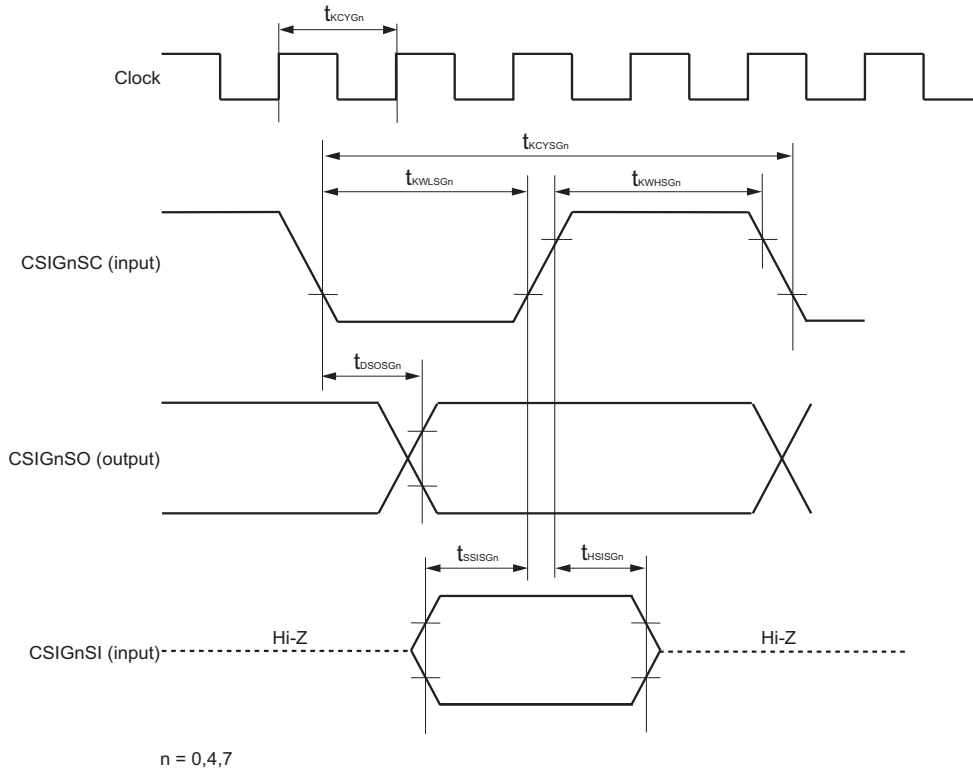 tKCYGn
Clock
tKCYSGn
tKWLSGn
tKWHSGn
CSIGnSC (input)
tDSOSGn
CSIGnSO (output)
tSSISGn
tHSISGn
Hi-Z
Hi-Z
CSIGnSI (input)
n = 0,4,7